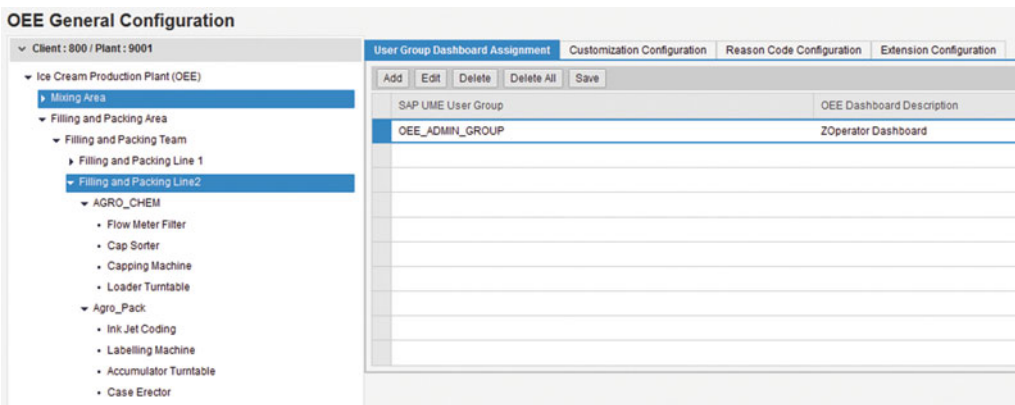 OEE General Configuration
Client : 800 / Plant : 9001
Ice Cream Production Plant (OEE)
Mixing Area
Filling and Packing Area
Filling and Packing Team
Filling and Packing Line 1
Filling and Packing Line2
AGRO_CHEM
Flow Meter Filter
Cap Sorter
Capping Machine
Loader Turntable
Agro_Pack
Ink Jet Coding
Labelling Machine
Accumulator Turntable
Case Erector
User Group Dashboard Assignment Customization Configuration Reason Code Configuration Extension Configuration
Add Edit Delete Delete All Save
SAP UME User Group OEE Dashboard Description
OEE_ADMIN_GROUP ZOperator Dashboard